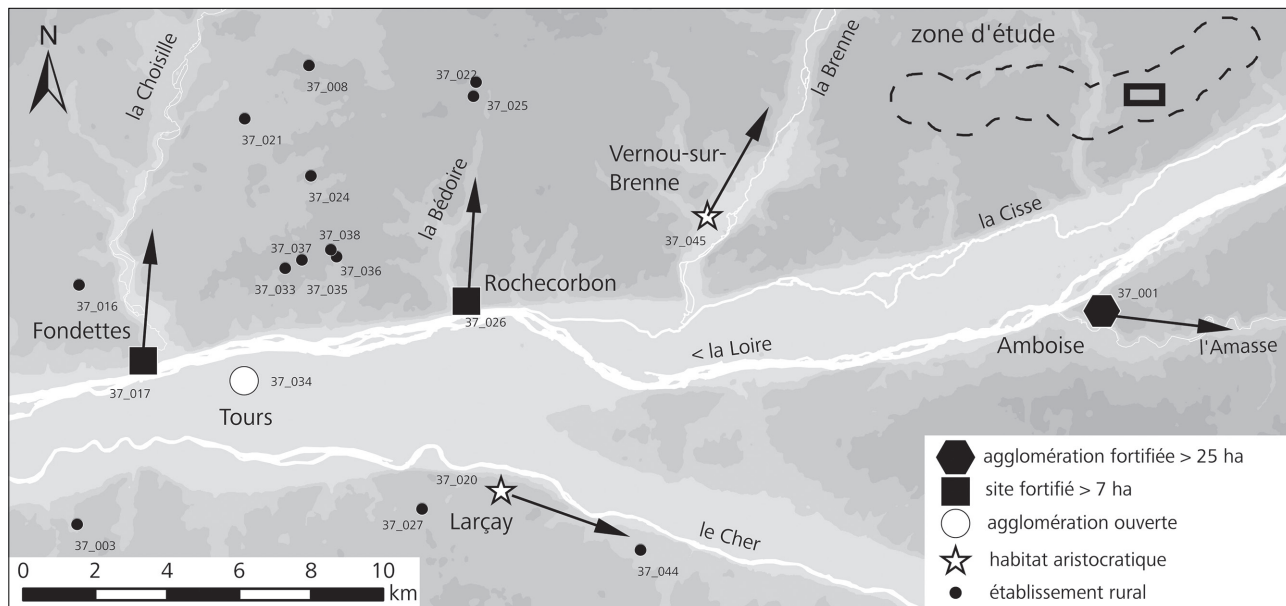 N
la Choisille
37_008
37_021
37_024
37_022
37_025
la Bédoire
la Brenne
zone d'étude
Vernou-sur-
Brenne
37_045
la Cisse
37_037
37_038
37_036
37_033
37_035
37_016
Fondettes
37_017
Rochecorbon
37_026
< la Loire
37_001
Amboise
l'Amasse
37_034
Tours
37_020
Larçay
37_027
37_003
le Cher
37_044
0 2 4 6 8 10
km
agglomération fortifiée > 25 ha
site fortifié > 7 ha
agglomération ouverte
habitat aristocratique
établissement rural